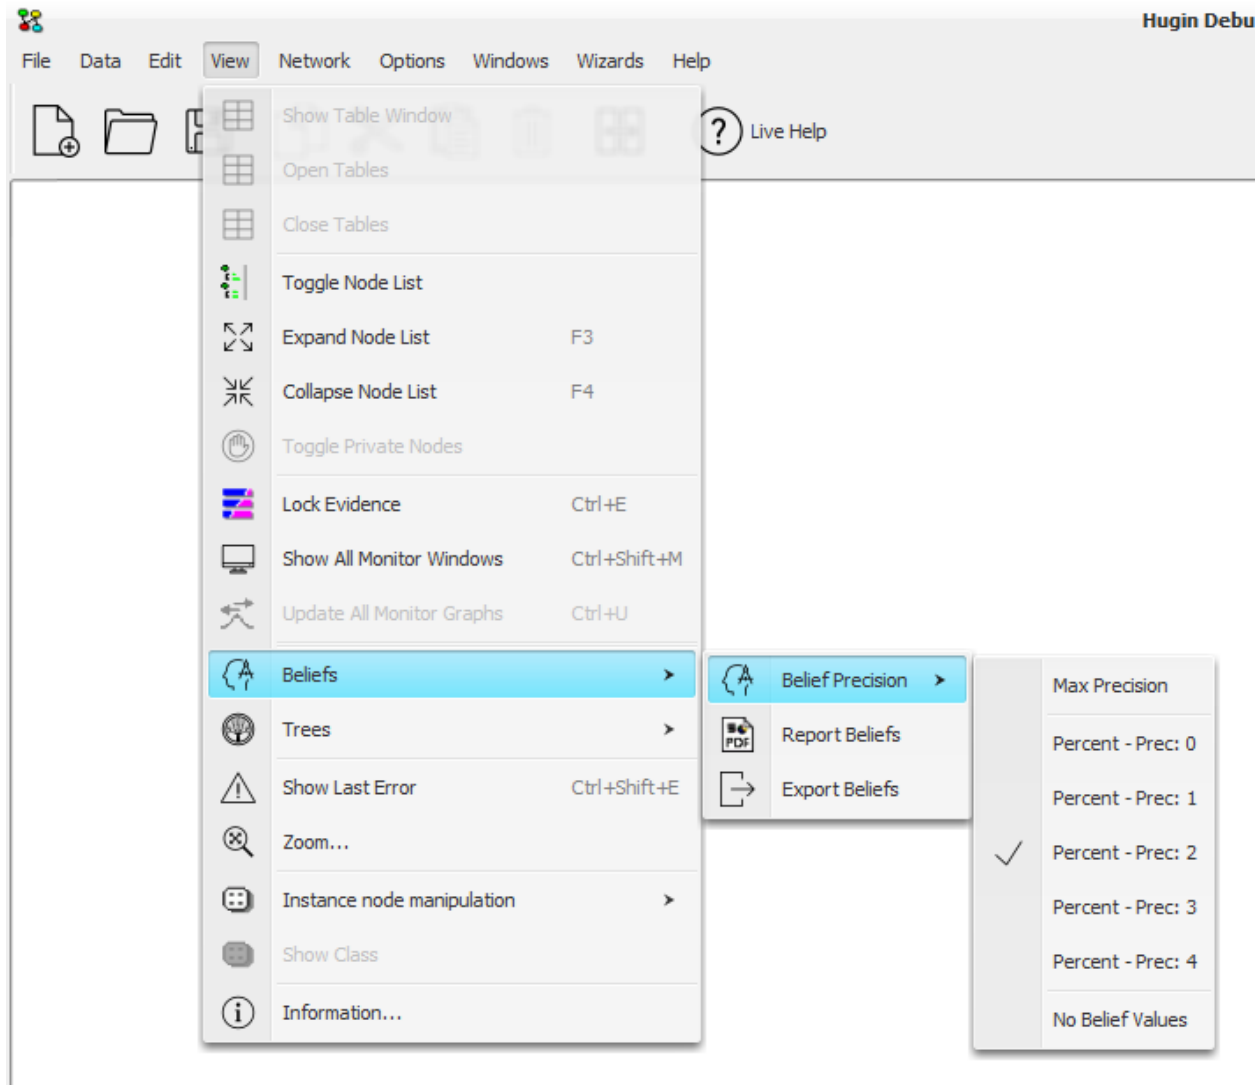 Hugin Debu
File Data Edit View Network Options Windows Wizards Help
Live Help
Show Table Window
Open Tables
Close Tables
Toggle Node List
Expand Node List F3
Collapse Node List F4
Toggle Private Nodes
Lock Evidence Ctrl+E
Show All Monitor Windows Ctrl+Shift+M
Update All Monitor Graphs Ctrl+U
Beliefs
Trees
Show Last Error Ctrl+Shift+E
Zoom...
Instance node manipulation
Show Class
Information...
Belief Precision
PDF Report Beliefs
Export Beliefs
Max Precision
Percent - Prec: 0
Percent - Prec: 1
Percent - Prec: 2
Percent - Prec: 3
Percent - Prec: 4
No Belief Values